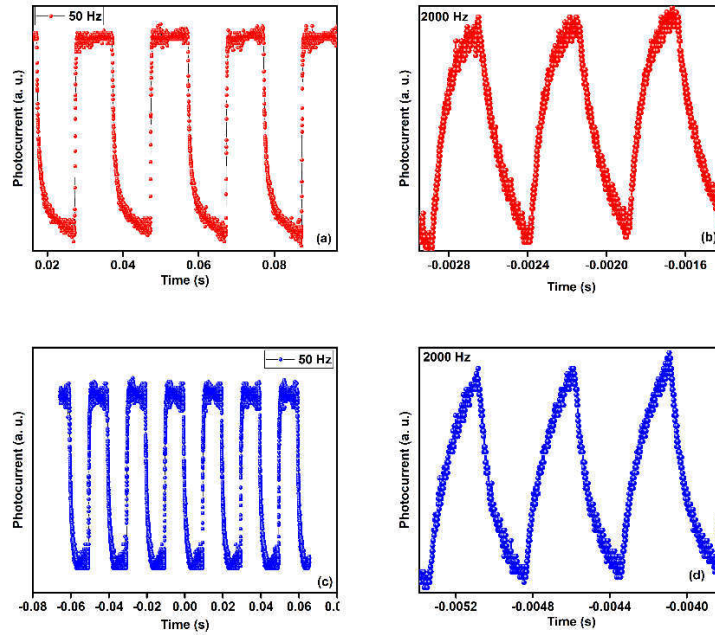 50 Hz
Photocurrent (a. u.)
(a)
0.02 0.04 0.06 0.08
Time (s)
2000 Hz
Photocurrent (a. u.)
(b)
-0.0028 -0.0024 -0.0020 -0.0016
Time (s)
50 Hz
Photocurrent (a. u.)
(c)
-0.08 -0.06 -0.04 -0.02 0.00 0.02 0.04 0.06 0.0
Time (s)
2000 Hz
Photocurrent (a. u.)
(d)
-0.0052 -0.0048 -0.0044 -0.0040
Time (s)